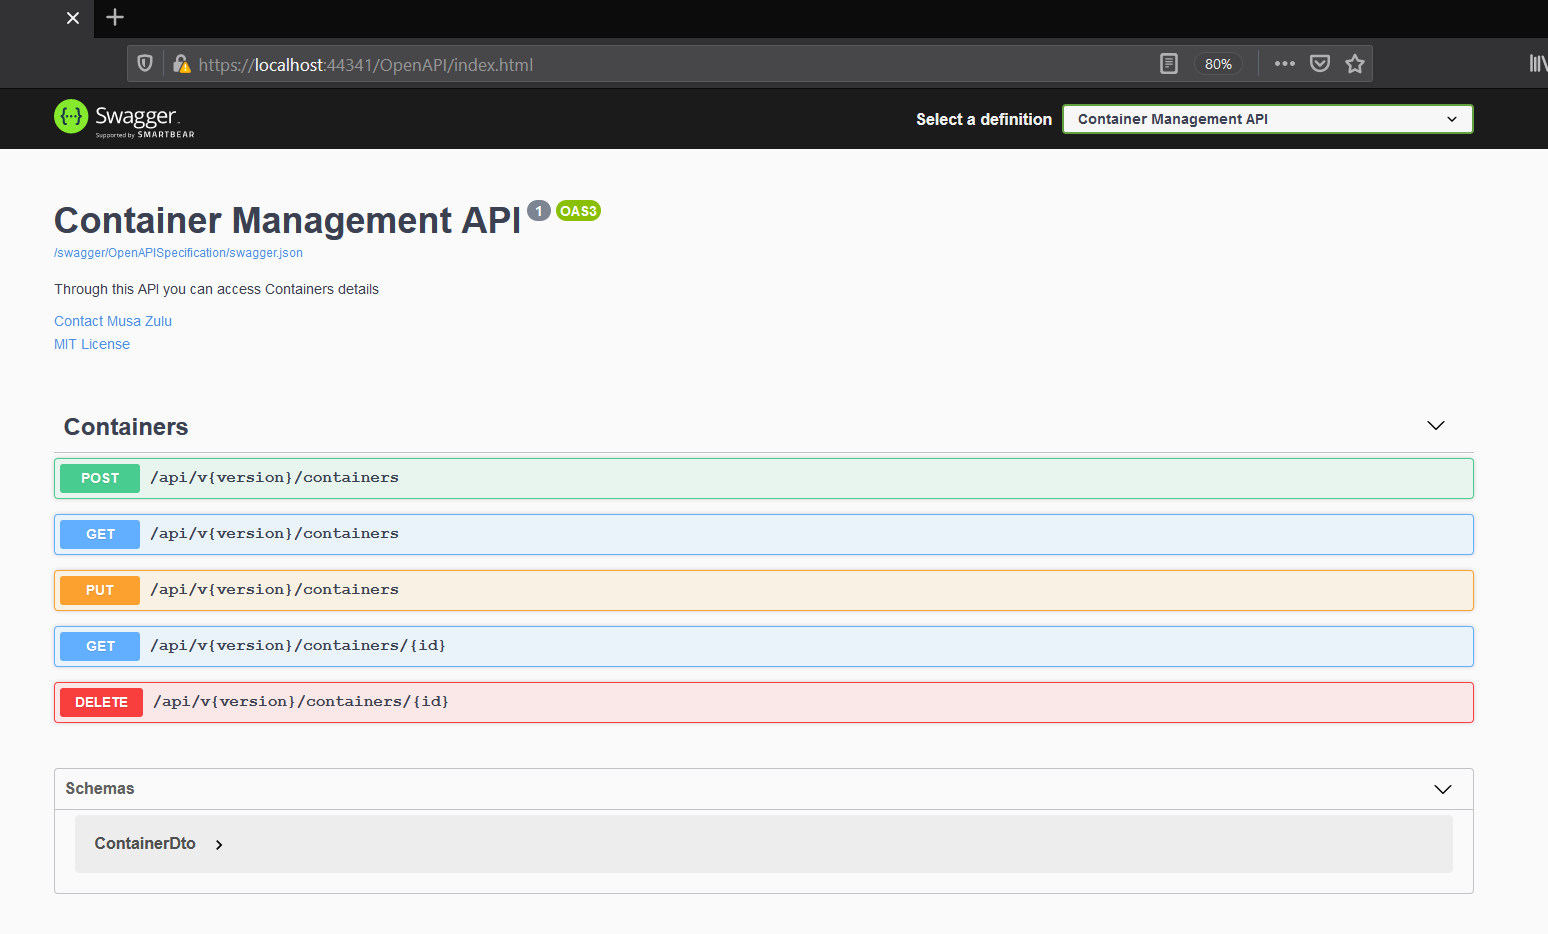 https://localhost:44341/OpenAPI/index.html
80%
Swagger.
Supported by SMARTBEAR
Select a definition
Container Management API
Container Management API 1 OAS3
/swagger/OpenAPISpecification/swagger.json
Through this API you can access Containers details
Contact Musa Zulu
MIT License
Containers
POST /api/v{version}/containers
GET /api/v{version}/containers
PUT /api/v{version}/containers
GET /api/v{version}/containers/{id}
DELETE /api/v{version}/containers/{id}
Schemas
ContainerDto